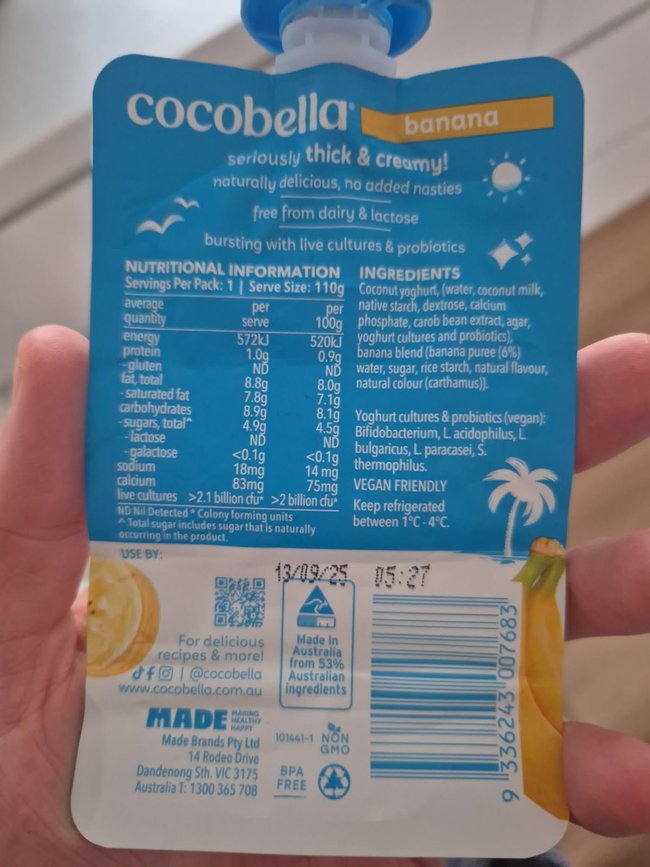 cocobella
banana
seriously thick & creamy!
naturally delicious, no added nasties
free from dairy & lactose
bursting with live cultures & probiotics
NUTRITIONAL INFORMATION
Servings Per Pack: 1 | Serve Size: 110g
average quantity per serve per 100g
energy 572kJ 520kJ
protein 1.0g 0.9g
- gluten ND ND
fat, total 8.8g 8.0g
- saturated fat 7.8g 7.1g
carbohydrates 8.9g 8.1g
- sugars, total^ 4.9g 4.5g
- lactose ND ND
- galactose <0.1g <0.1g
sodium 18mg 14 mg
calcium 83mg 75mg
live cultures >2.1 billion cfu* >2 billion cfu*
ND Nil Detected * Colony forming units
^ Total sugar includes sugar that is naturally
occurring in the product.
INGREDIENTS
Coconut yoghurt, (water, coconut milk,
native starch, dextrose, calcium
phosphate, carob bean extract, agar,
yoghurt cultures and probiotics),
banana blend (banana puree (6%)
water, sugar, rice starch, natural flavour,
natural colour (carthamus)).
Yoghurt cultures & probiotics (vegan):
Bifidobacterium, L. acidophilus, L.
bulgaricus, L. paracasei, S.
thermophilus.
VEGAN FRIENDLY
Keep refrigerated
between 1°C - 4°C.
USE BY:
13/09/25 05:27
For delicious
recipes & more!
| @cocobella
www.cocobella.com.au
Made in
Australia
from 53%
Australian
ingredients
MADE MAKING HEALTHY HAPPY
Made Brands Pty Ltd
14 Rodeo Drive
Dandenong Sth. VIC 3175
Australia T: 1300 365 708
101441-1
NON
GMO
BPA
FREE
9 336243 007683